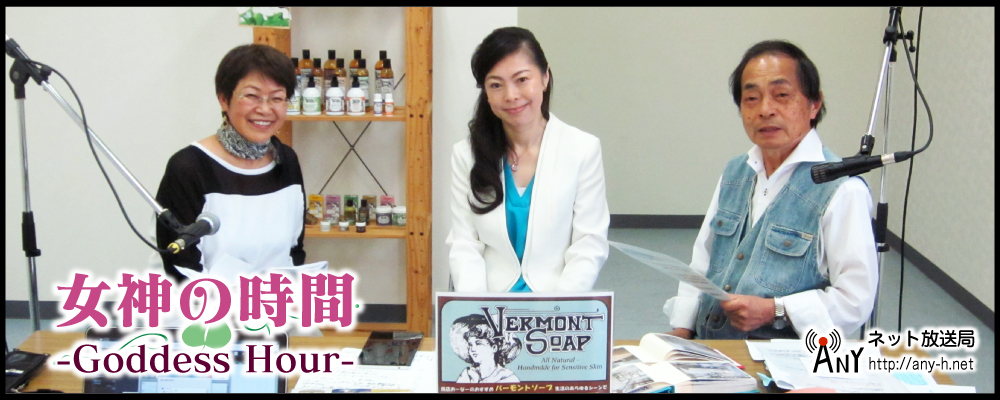 女神の時間
-Goddess Hour-
VERMONT
SOAP
All Natural
Handmade for Sensitive Skin
バーモントソープ
ANY ネット放送局
http://any-h.net